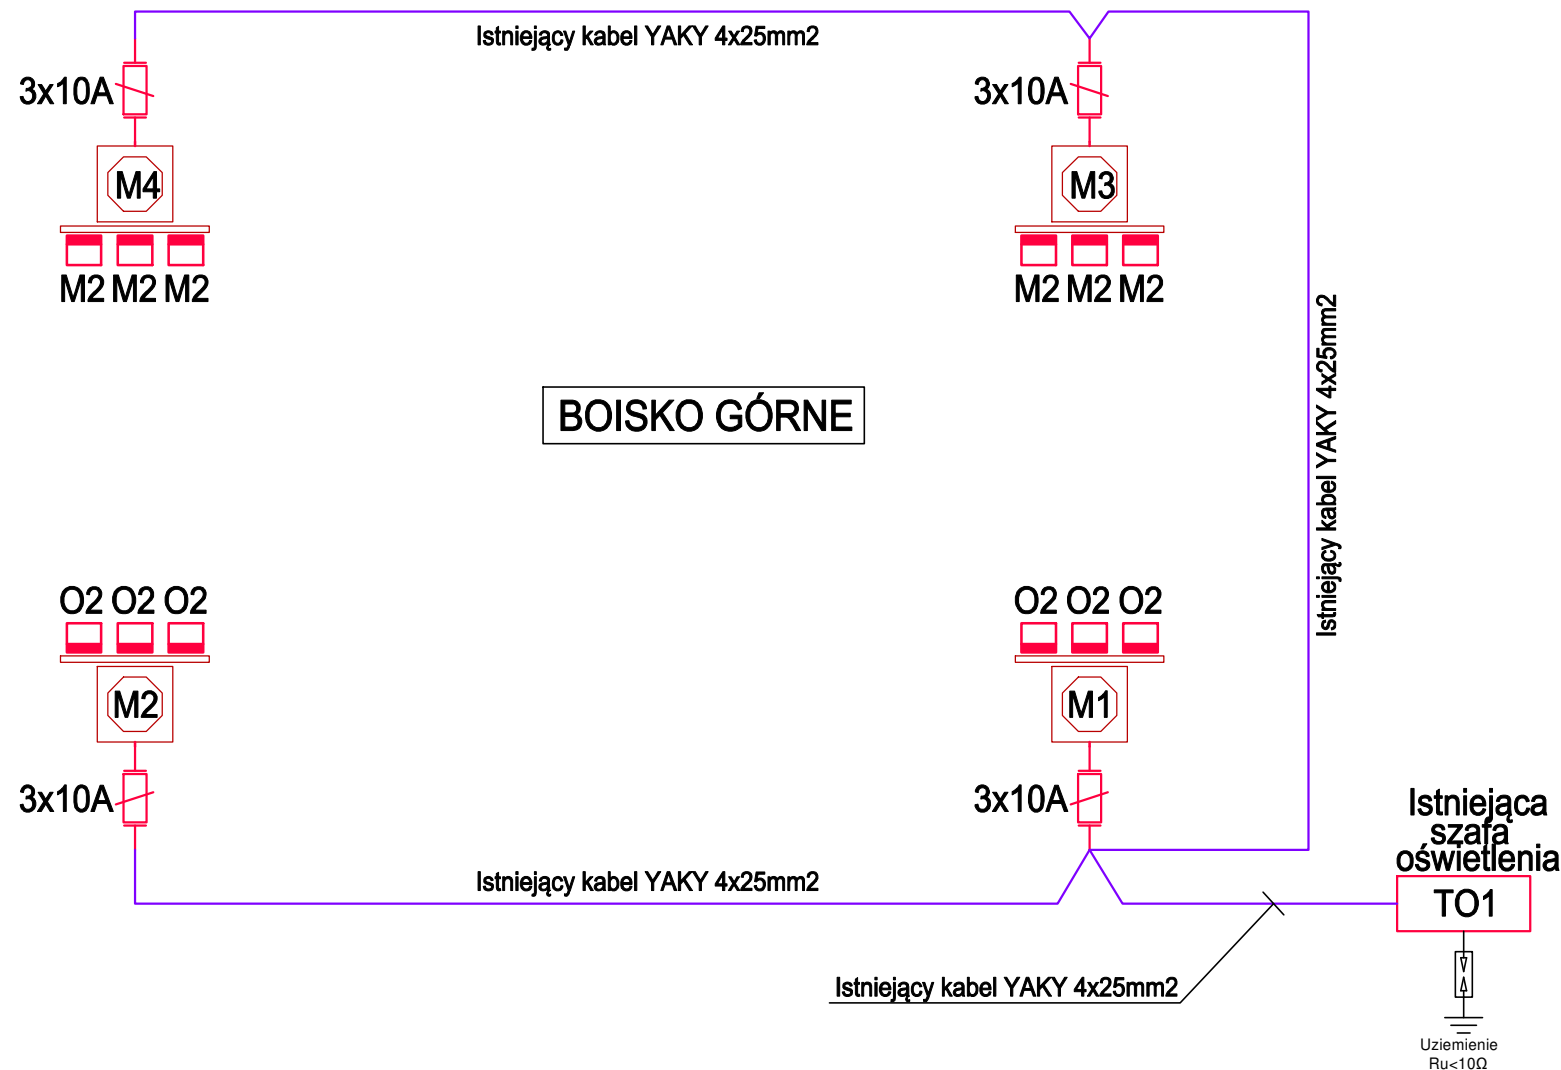 Istniejący kabel YAKY 4x25mm2
3x10A
3x10A
M4
M3
M2 M2 M2
M2 M2 M2
Istniejący kabel YAKY 4x25mm2
BOISKO GÓRNE
O2 O2 O2
O2 O2 O2
M2
M1
3x10A
3x10A
Istniejąca
szafa
oświetlenia
TO1
Istniejący kabel YAKY 4x25mm2
Istniejący kabel YAKY 4x25mm2
Uziemienie
Ru<10Ω